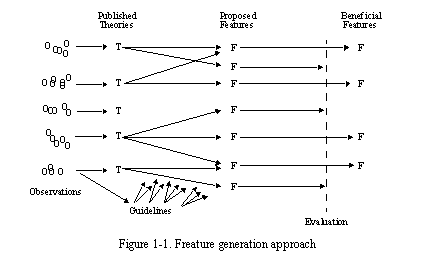 Published Theories
Proposed Features
Beneficial Features
T F F
F
T F F
T F
T F F
F F
T F
Observations
Guidelines
Evaluation
Figure 1-1. Freature generation approach